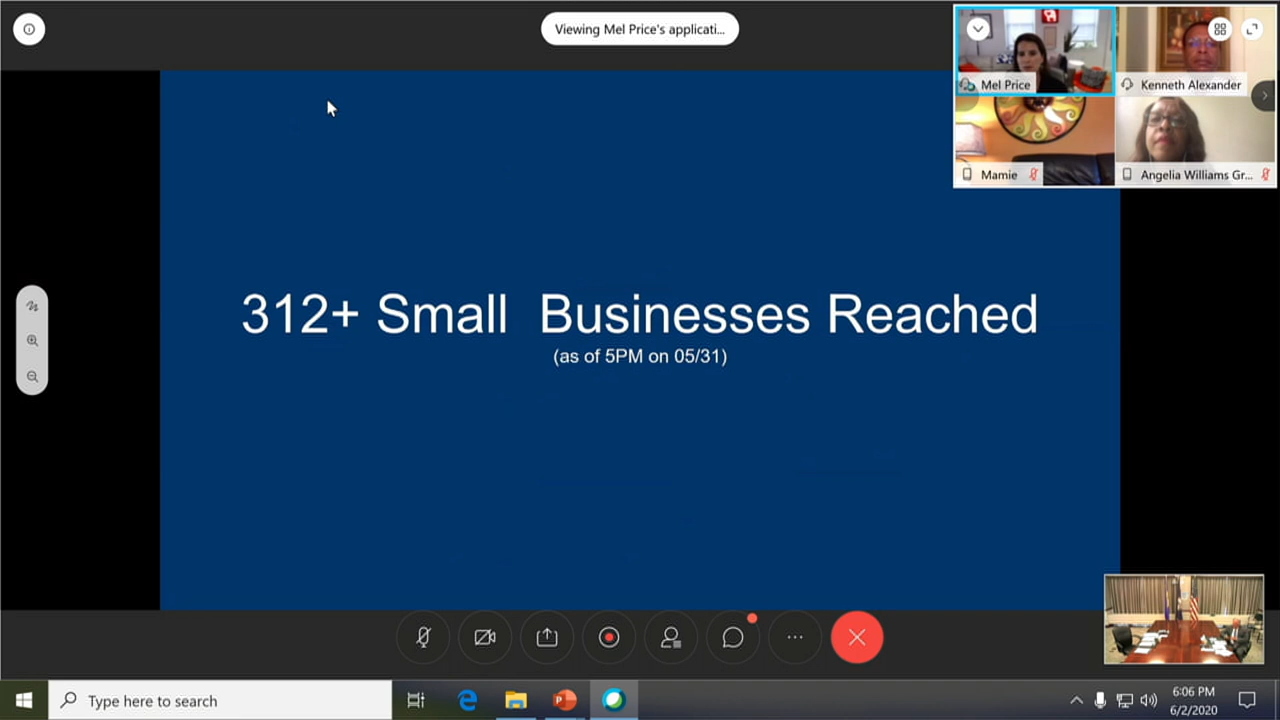 Viewing Mel Price's applicati...
Mel Price
Kenneth Alexander
Mamie
Angelia Williams Gr...
312+ Small  Businesses Reached
(as of 5PM on 05/31)
Type here to search
6:06 PM
6/2/2020